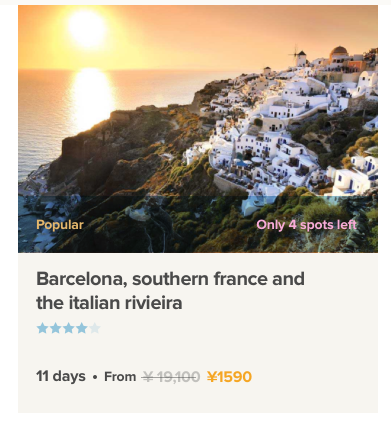 Popular
Only 4 spots left
Barcelona, southern france and
the italian rivieira
11 days • From ¥ 19,100 ¥1590